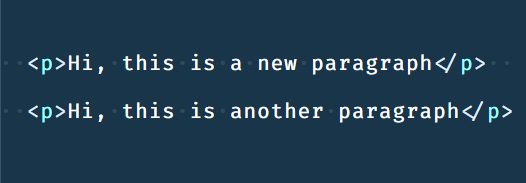 <p>Hi, this is a new paragraph</p>
<p>Hi, this is another paragraph</p>